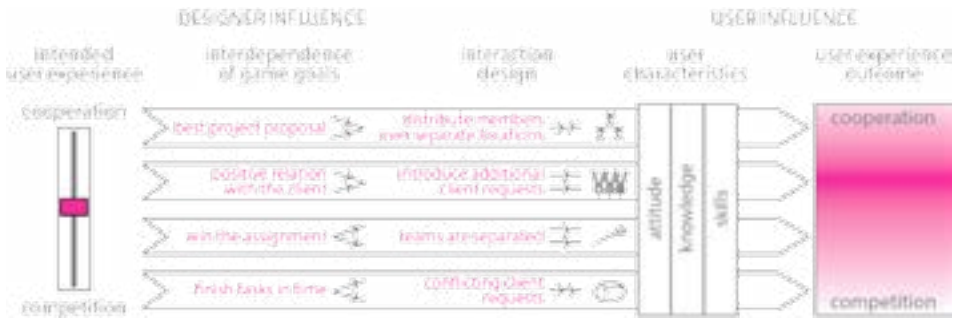 DESIGNER INFLUENCE
USER INFLUENCE
intended
user experience
interdependence
of game goals
interaction
design
user
characteristics
user experience
outcome
cooperation
competition
best project proposal
distribute members
over separate locations
positive relation
with the client
introduce additional
client requests
win the assignment
teams are separated
finish tasks in time
conflicting client
requests
attitude
knowledge
skills
cooperation
competition